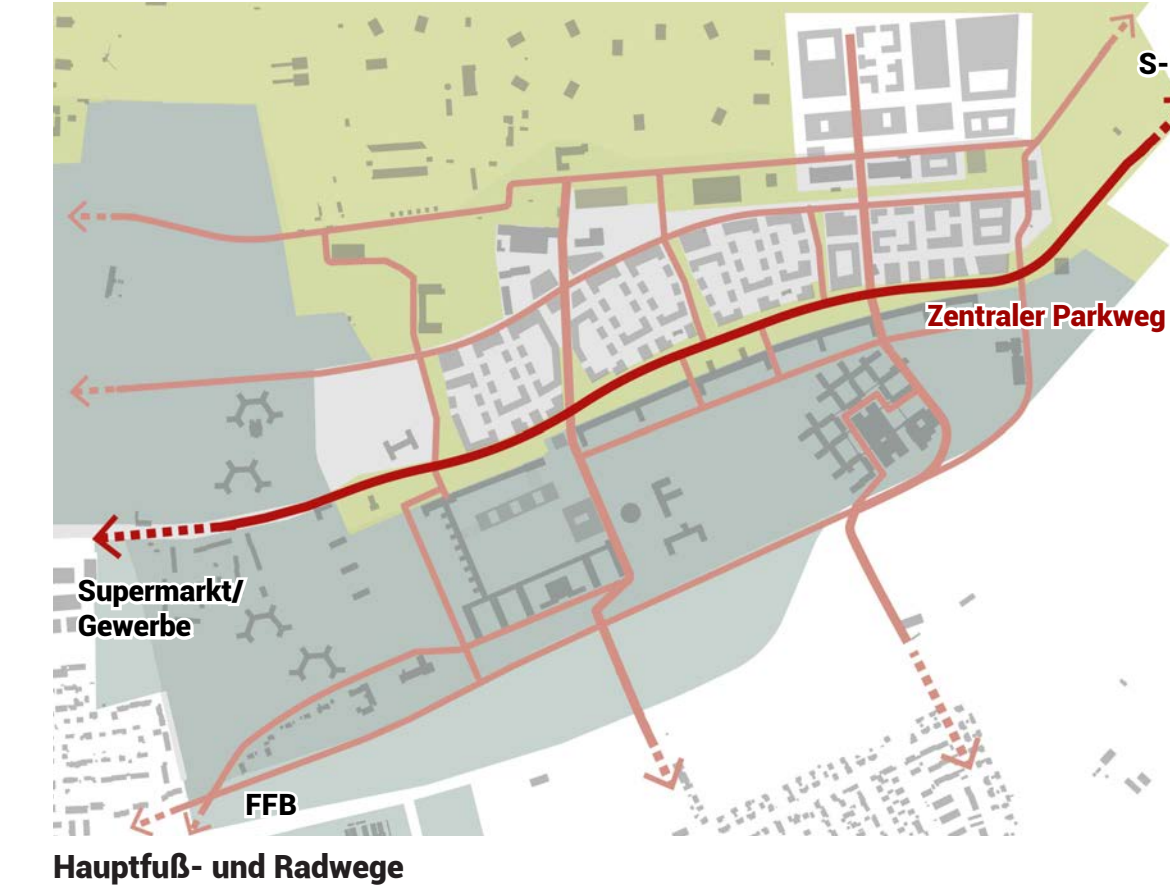 S-
Zentraler Parkweg
Supermarkt/
Gewerbe
FFB
Hauptfuß- und Radwege